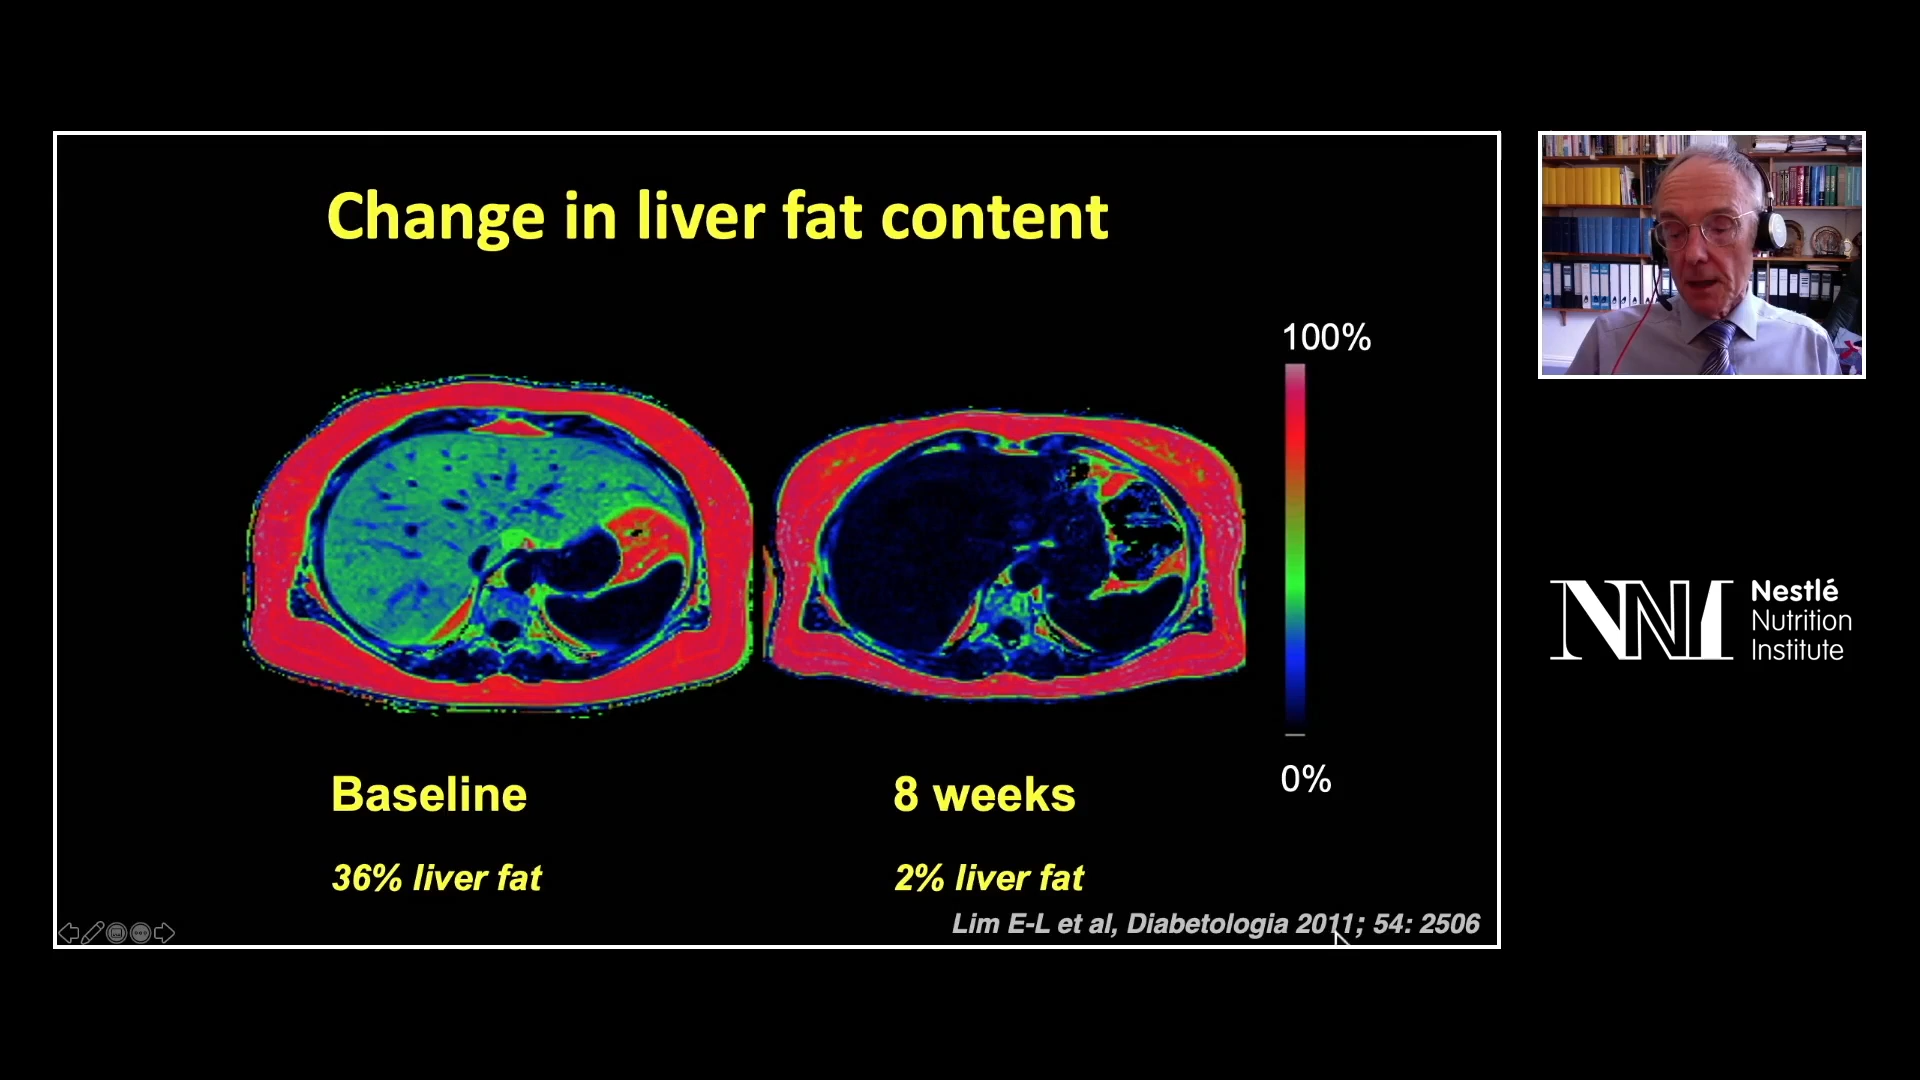 Change in liver fat content
100%
0%
Baseline
8 weeks
36% liver fat
2% liver fat
Lim E-L et al, Diabetologia 2011; 54: 2506
NNI
Nestlé
Nutrition
Institute